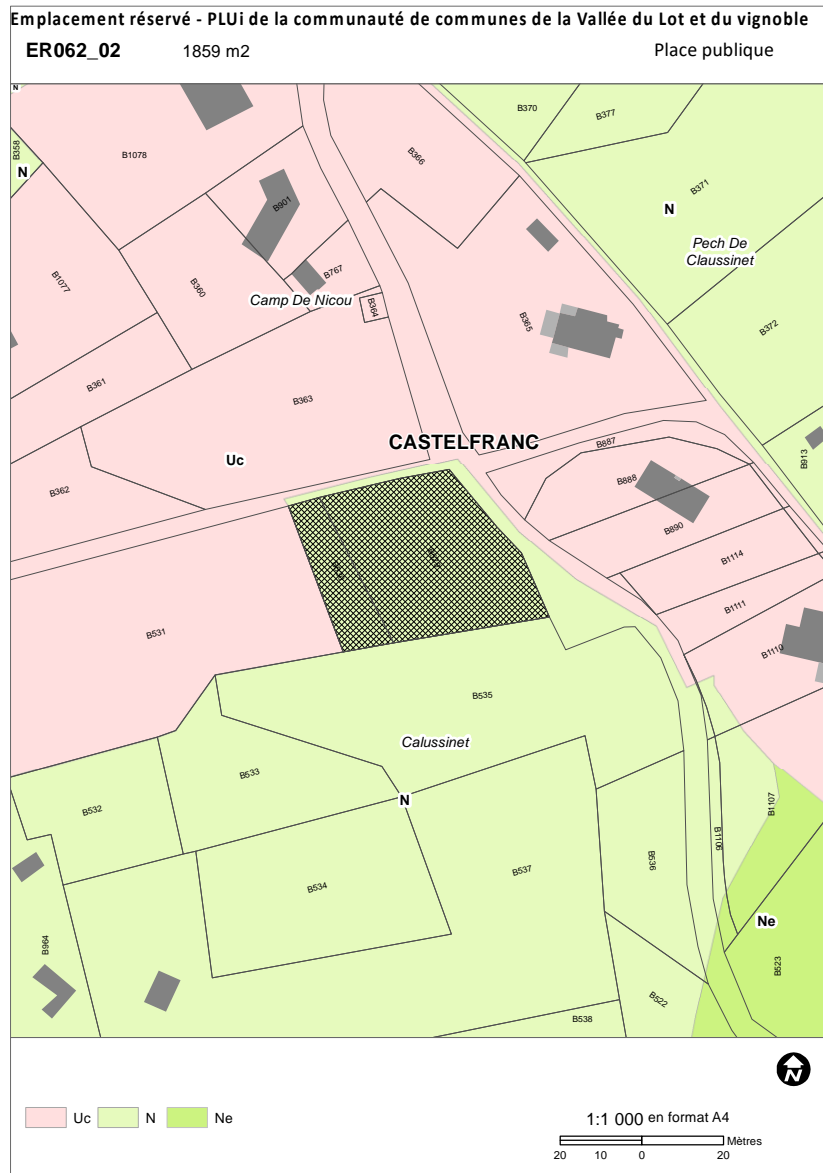 Emplacement réservé - PLUi de la communauté de communes de la Vallée du Lot et du vignoble
ER062_02 1859 m2 Place publique
N
B370
B377
B358
B1078
B366
N
B371
N
B901
Pech De
Claussinet
B1077
B360
B767
Camp De Nicou
B364
B365
B372
B361
B363
CASTELFRANC
B887
B913
Uc
B362
B888
B890
B1114
B1111
B531
B1110
B535
Calussinet
B533
N
B532
B1107
B1106
B536
B537
B534
Ne
B964
B523
B522
B538
N
Uc N Ne
1:1 000 en format A4
Mètres
20 10 0 20